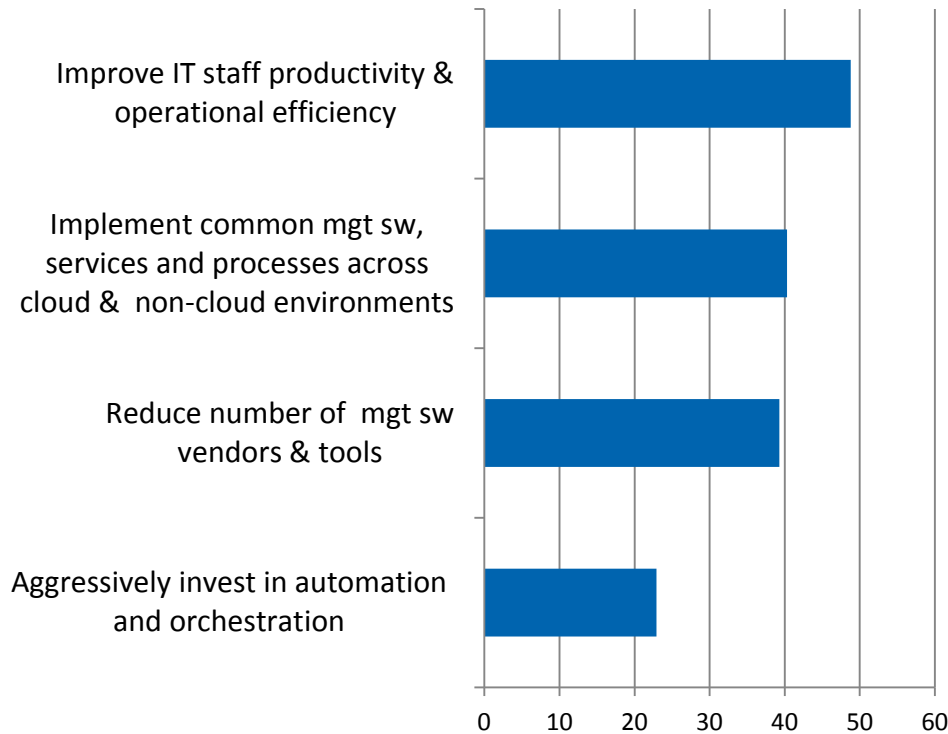 Improve IT staff productivity &
operational efficiency
Implement common mgt sw,
services and processes across
cloud & non-cloud environments
Reduce number of mgt sw
vendors & tools
Aggressively invest in automation
and orchestration
0 10 20 30 40 50 60